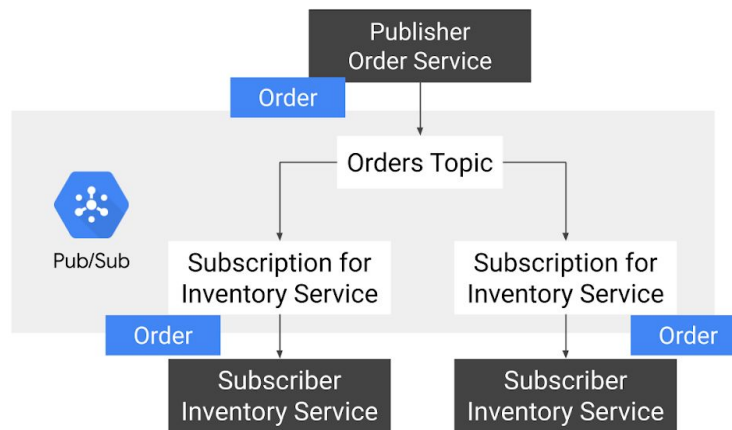 Publisher
Order Service
Order
Orders Topic
Pub/Sub
Subscription for
Inventory Service
Subscription for
Inventory Service
Order
Order
Subscriber
Inventory Service
Subscriber
Inventory Service